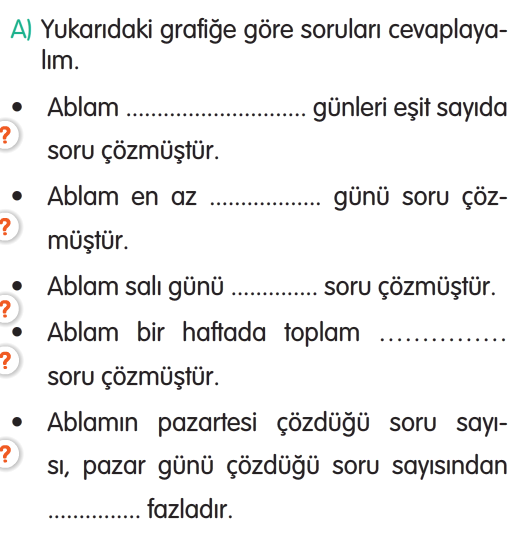 A) Yukarıdaki grafiğe göre soruları cevaplaya-
lım.
• Ablam ............................. günleri eşit sayıda
?
soru çözmüştür.
• Ablam en az .................. günü soru çöz-
?
müştür.
• Ablam salı günü .............. soru çözmüştür.
?
• Ablam bir haftada toplam ...............
?
soru çözmüştür.
• Ablamın pazartesi çözdüğü soru sayı-
?
sı, pazar günü çözdüğü soru sayısından
............... fazladır.